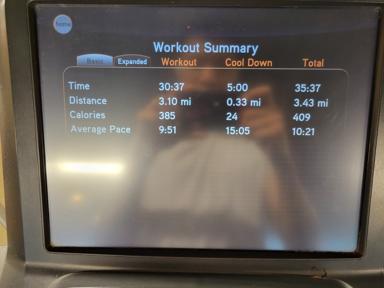 home
Workout Summary
Basic Expanded Workout Cool Down Total
Time 30:37 5:00 35:37
Distance 3.10 mi 0.33 mi 3.43 mi
Calories 385 24 409
Average Pace 9:51 15:05 10:21